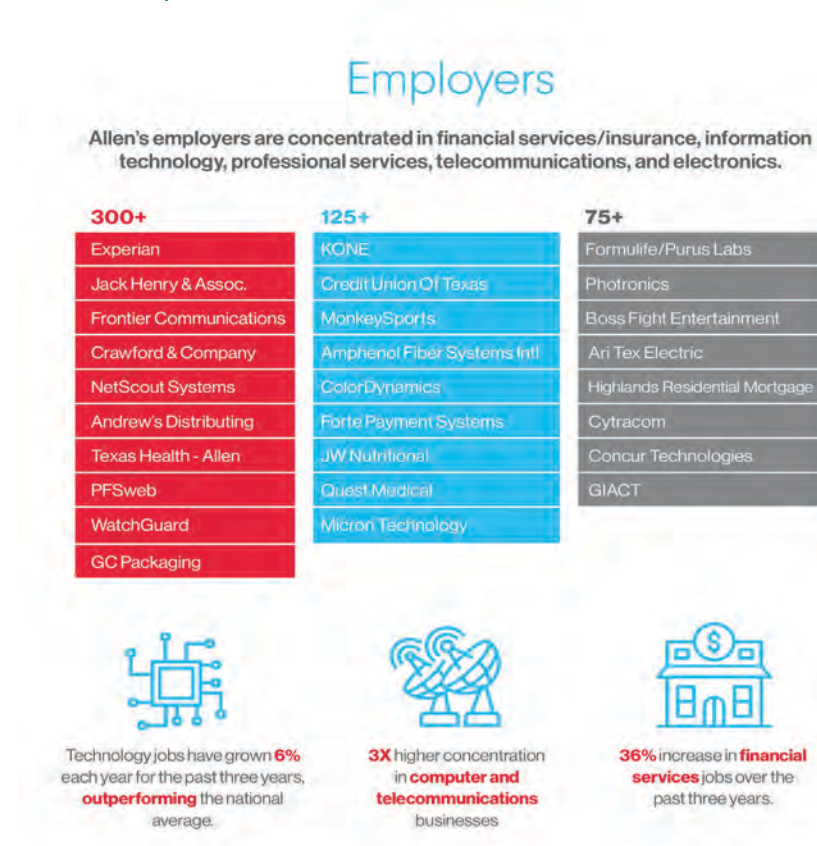 Employers
Allen's employers are concentrated in financial services/insurance, information
technology, professional services, telecommunications, and electronics.
300+
Experian
Jack Henry & Assoc.
Frontier Communications
Crawford & Company
NetScout Systems
Andrew's Distributing
Texas Health - Allen
PFSweb
WatchGuard
GC Packaging
125+
KONE
Credit Union Of Texas
MonkeySports
Amphenol Fiber Systems Intl
ColorDynamics
Forte Payment Systems
JW Nutritional
Quest Medical
Micron Technology
75+
Formulife/Purus Labs
Photronics
Boss Fight Entertainment
Ari Tex Electric
Highlands Residential Mortgage
Cytracom
Concur Technologies
GIACT
Technology jobs have grown 6%
each year for the past three years,
outperforming the national
average.
3X higher concentration
in computer and
telecommunications
businesses
$
36% increase in financial
services jobs over the
past three years.